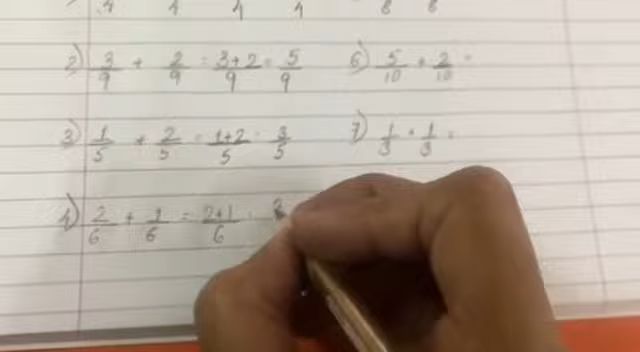 2) 3/9 + 2/9 = 3+2/9 = 5/9
6) 5/10 + 2/10 =
3) 1/5 + 2/5 = 1+2/5 = 3/5
7) 1/3 + 1/3 =
4) 2/6 + 1/6 = 2+1/6 =